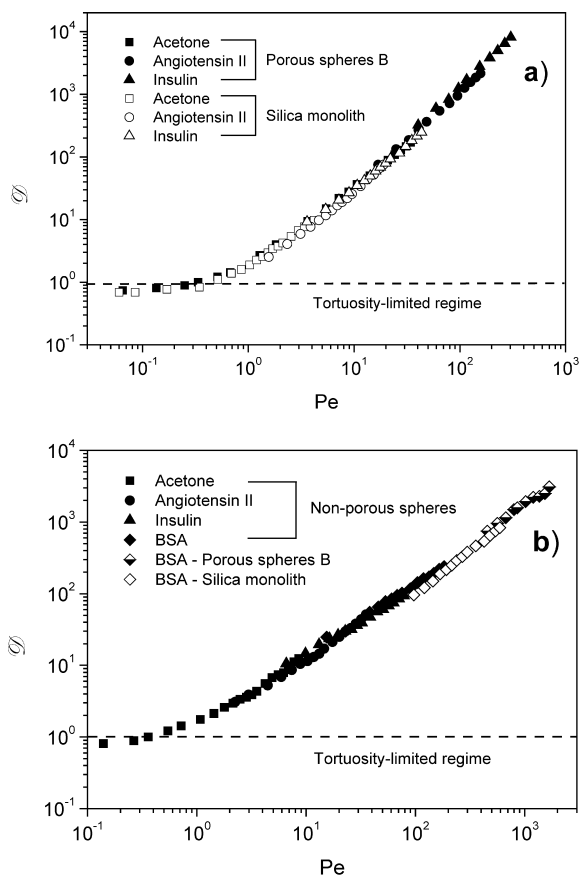 10⁴
10³
10²
10¹
10⁰
10⁻¹
𝒟
Acetone
Angiotensin II
Insulin
Porous spheres B
Acetone
Angiotensin II
Insulin
Silica monolith
a)
Tortuosity-limited regime
10⁻¹ 10⁰ 10¹ 10² 10³
Pe
10⁴
10³
10²
10¹
10⁰
10⁻¹
𝒟
Acetone
Angiotensin II
Insulin
BSA
Non-porous spheres
BSA - Porous spheres B
BSA - Silica monolith
b)
Tortuosity-limited regime
10⁻¹ 10⁰ 10¹ 10² 10³
Pe